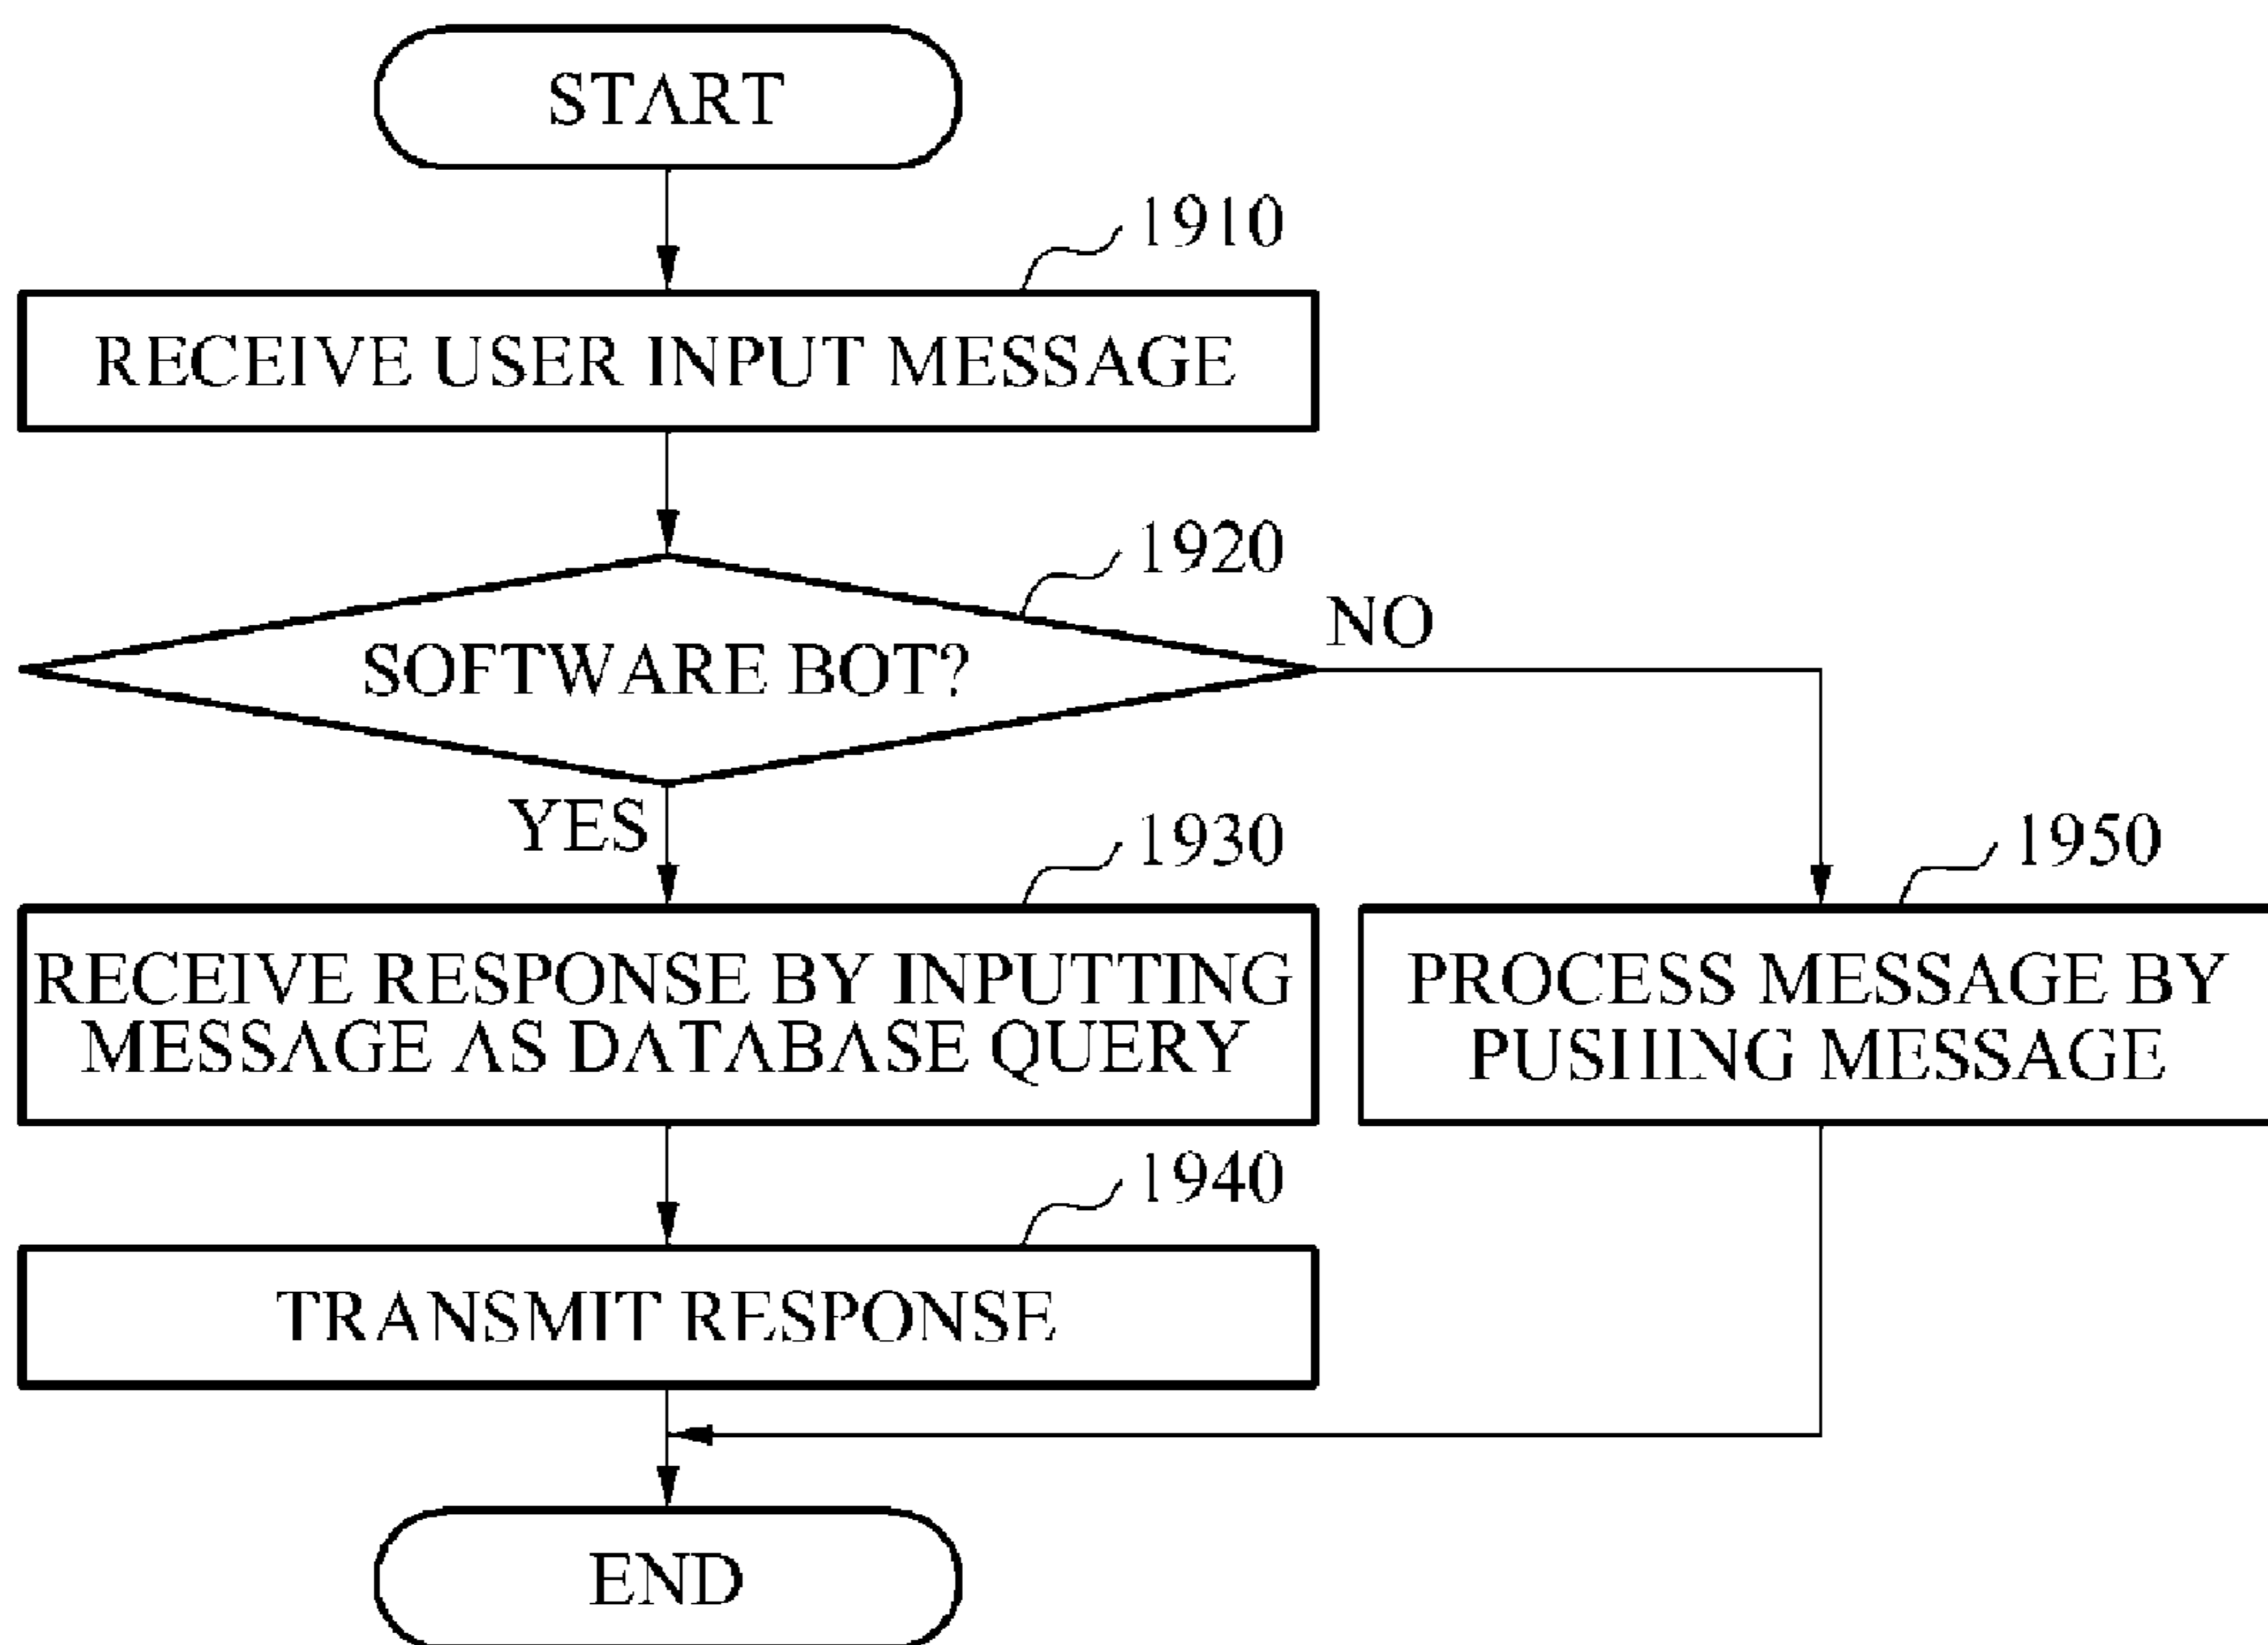 START
1910
RECEIVE USER INPUT MESSAGE
1920
SOFTWARE BOT?
NO
YES
1930
RECEIVE RESPONSE BY INPUTTING
MESSAGE AS DATABASE QUERY
1950
PROCESS MESSAGE BY
PUSHING MESSAGE
1940
TRANSMIT RESPONSE
END